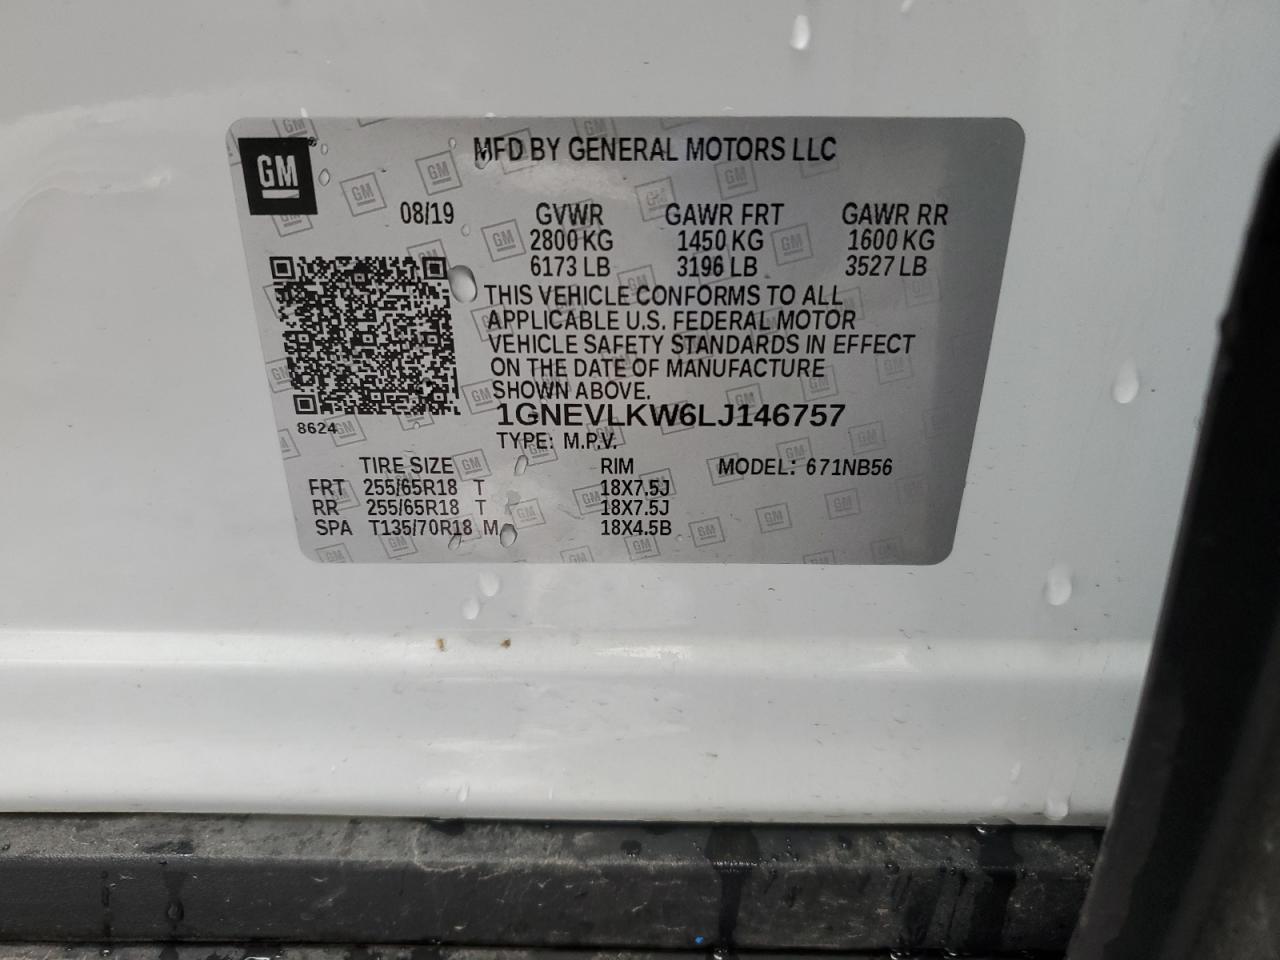 GM
MFD BY GENERAL MOTORS LLC
08/19 GVWR GAWR FRT GAWR RR
2800 KG 1450 KG 1600 KG
6173 LB 3196 LB 3527 LB
THIS VEHICLE CONFORMS TO ALL
APPLICABLE U.S. FEDERAL MOTOR
VEHICLE SAFETY STANDARDS IN EFFECT
ON THE DATE OF MANUFACTURE
SHOWN ABOVE.
8624
1GNEVLKW6LJ146757
TYPE: M.P.V.
TIRE SIZE RIM MODEL: 671NB56
FRT 255/65R18 T 18X7.5J
RR 255/65R18 T 18X7.5J
SPA T135/70R18 M 18X4.5B